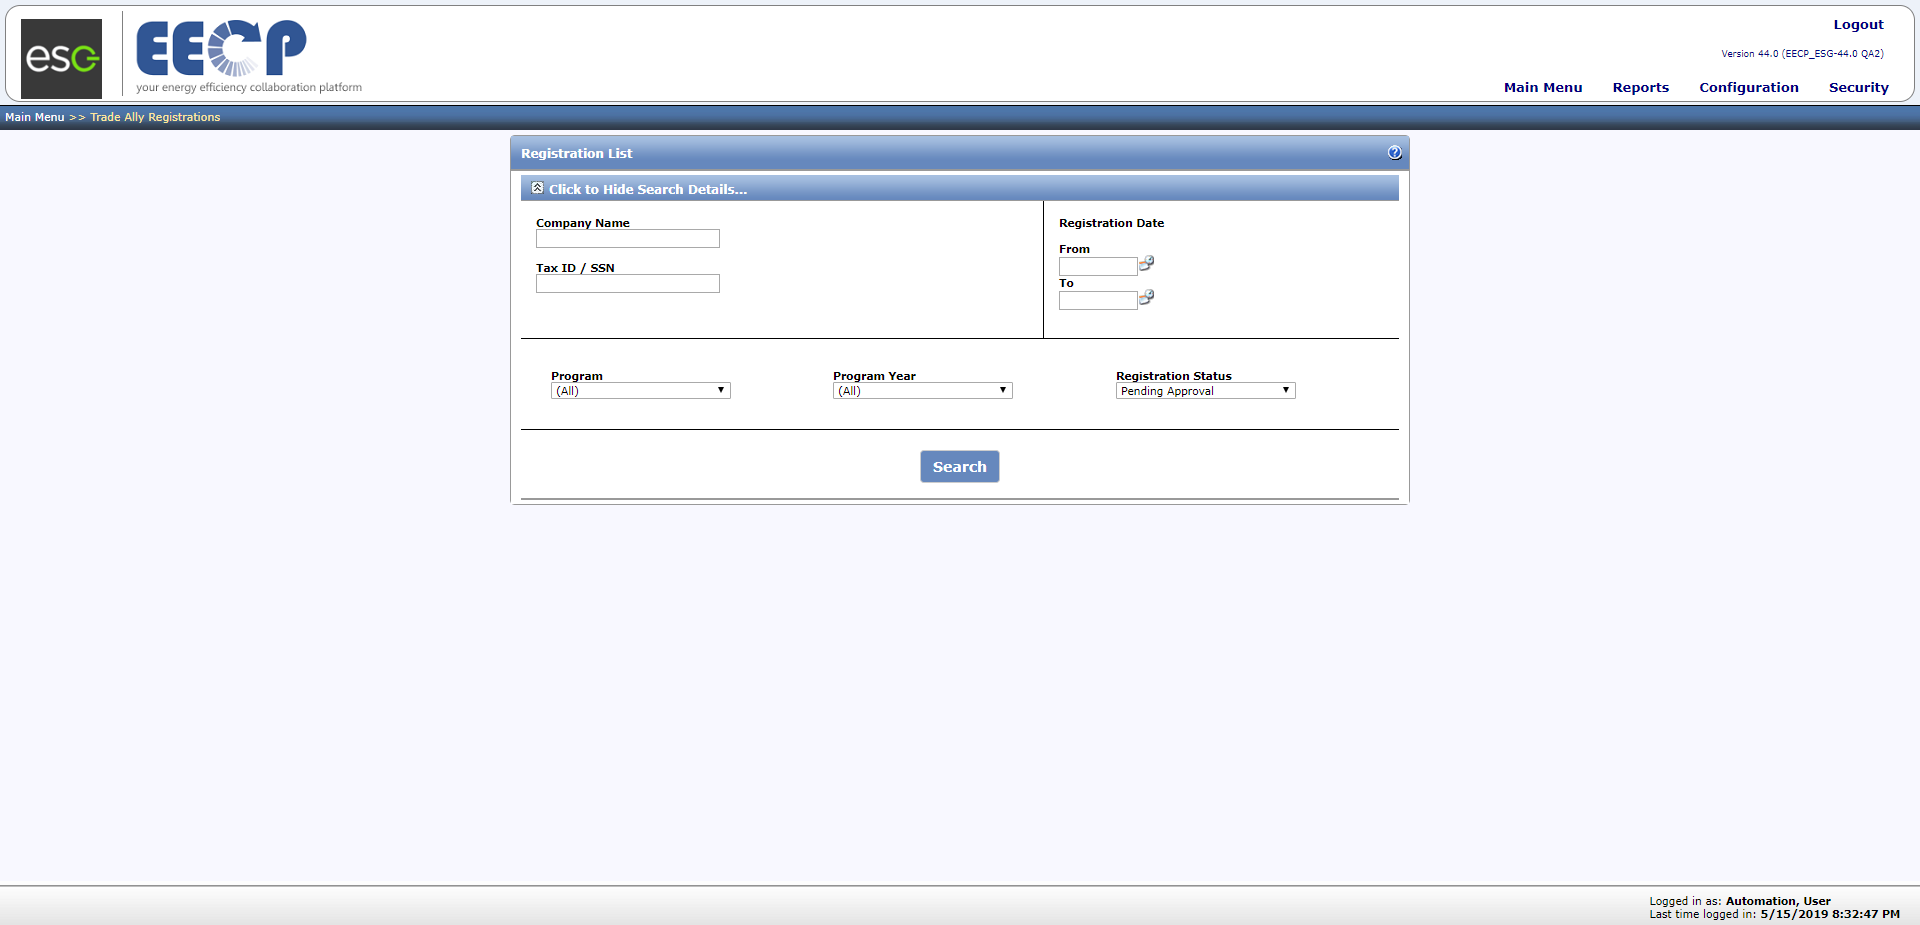 esg
EECP
your energy efficiency collaboration platform
Logout
Version 44.0 (EECP_ESG-44.0 QA2)
Main Menu Reports Configuration Security
Main Menu >> Trade Ally Registrations
Registration List
Click to Hide Search Details...
Company Name
Tax ID / SSN
Registration Date
From
To
Program Program Year Registration Status
(All) (All) Pending Approval
Search
Logged in as: Automation, User
Last time logged in: 5/15/2019 8:32:47 PM